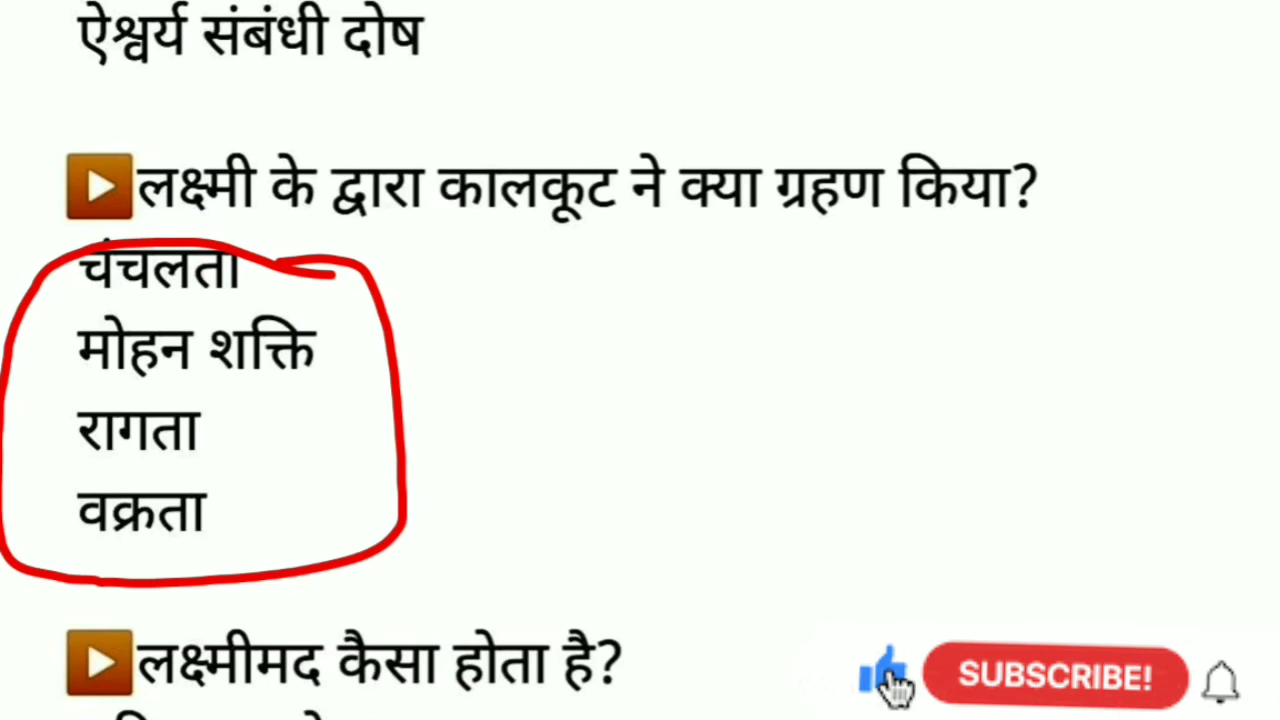 ऐश्वर्य संबंधी दोष
लक्ष्मी के द्वारा कालकूट ने क्या ग्रहण किया?
चंचलता
मोहन शक्ति
रागता
वक्रता
लक्ष्मीमद कैसा होता है?
SUBSCRIBE!